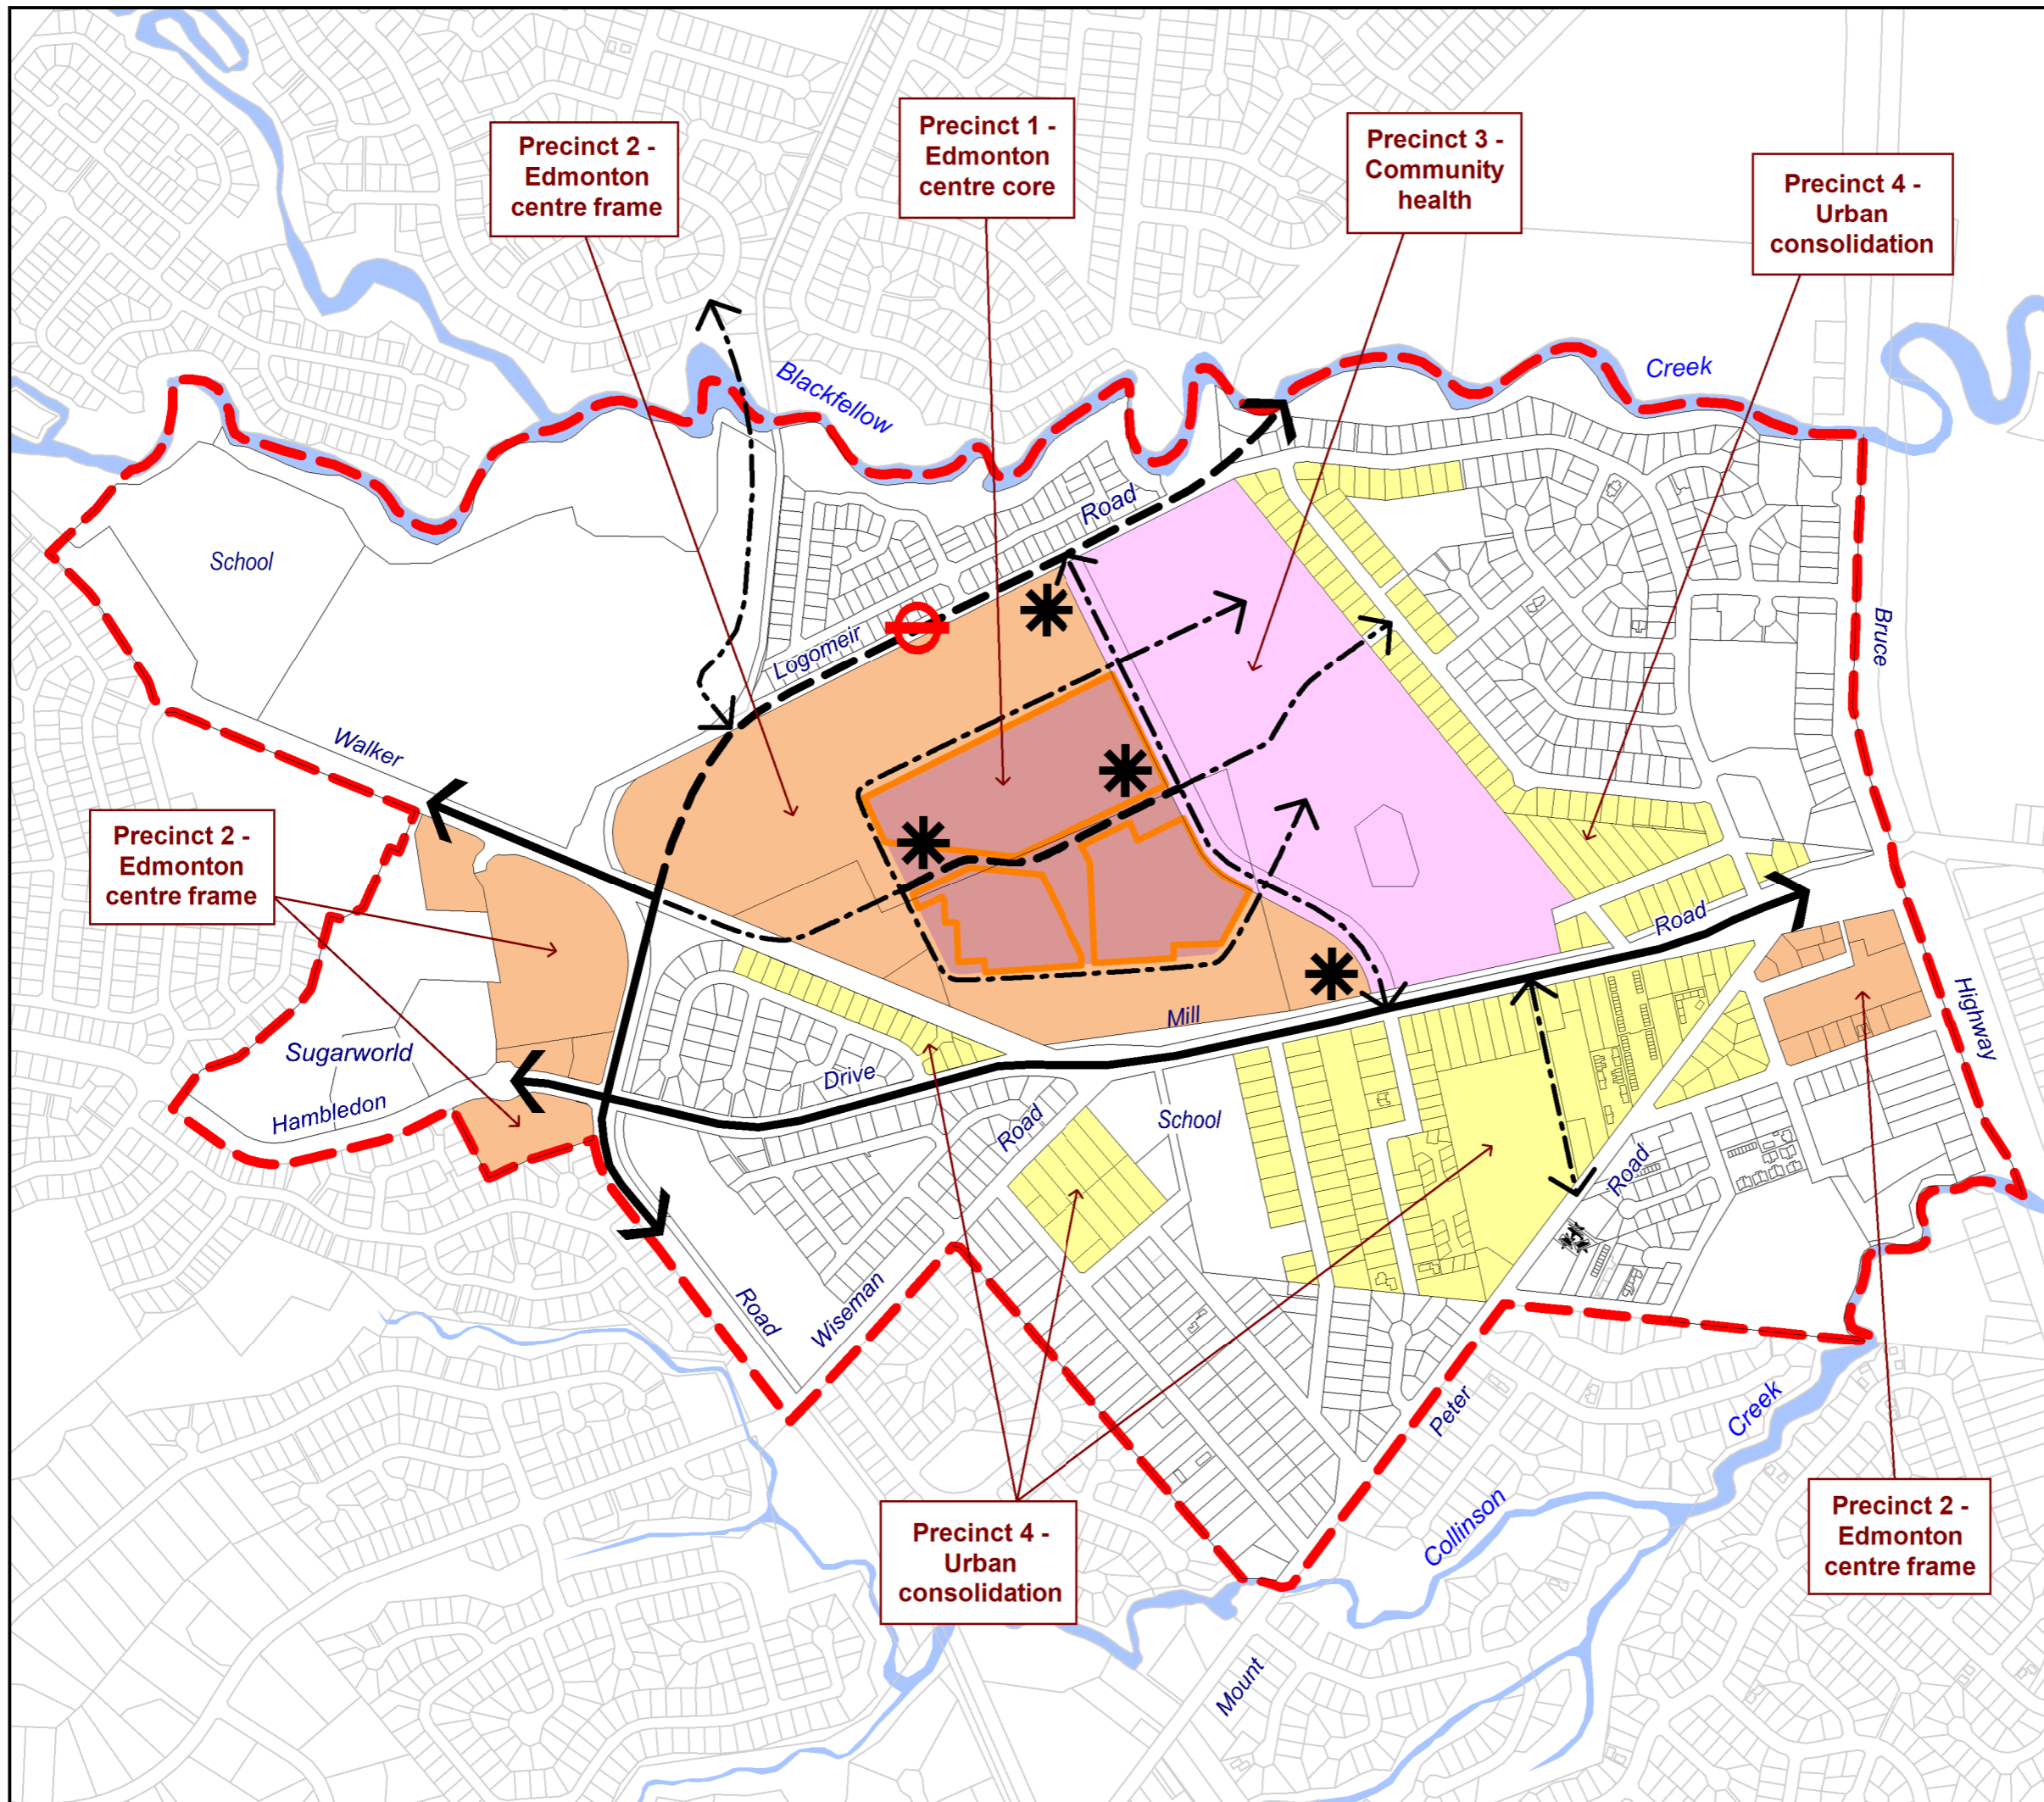 Precinct 1 -
Edmonton
centre core
Precinct 3 -
Community
health
Precinct 2 -
Edmonton
centre frame
Precinct 4 -
Urban
consolidation
Blackfellow
Creek
Road
School
Logomeir
Bruce
Walker
Precinct 2 -
Edmonton
centre frame
Road
Highway
Mill
Sugarworld
Drive
Hambledon
Road
School
Road
Road
Wiseman
Peter
Creek
Collinson
Precinct 4 -
Urban
consolidation
Precinct 2 -
Edmonton
centre frame
Mount